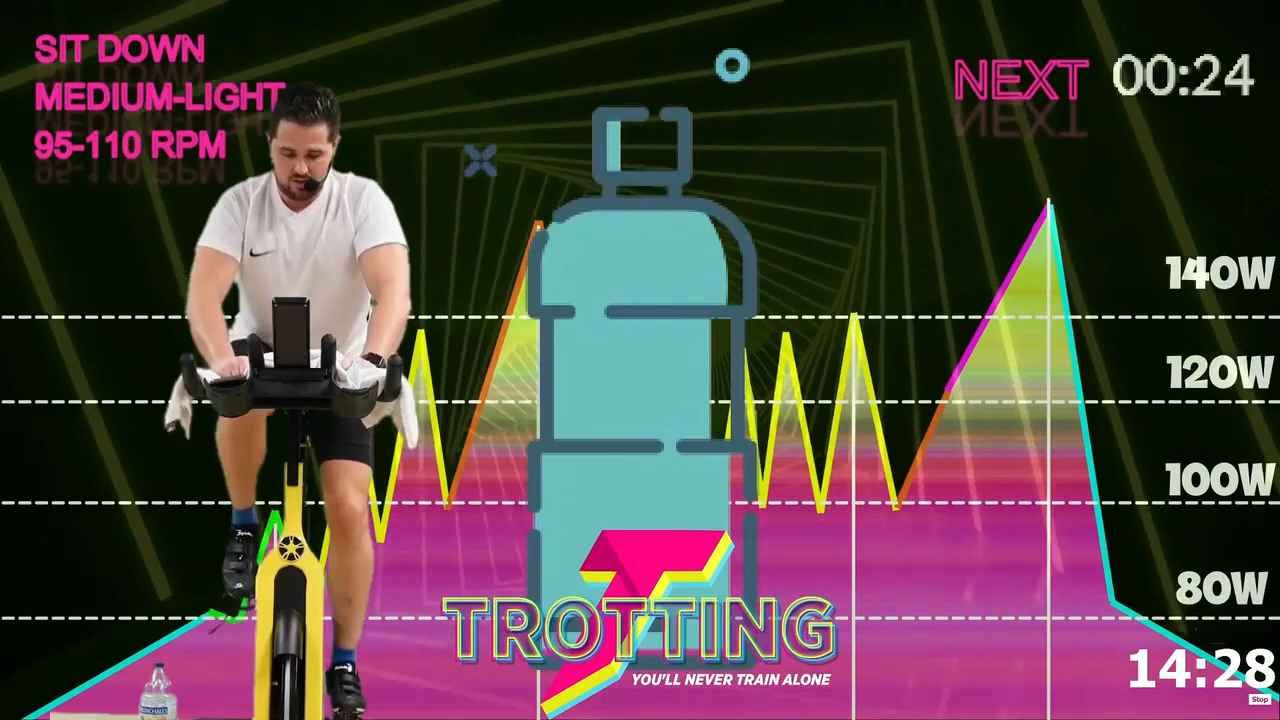 SIT DOWN
MEDIUM-LIGHT
95-110 RPM
NEXT
00:24
140W
120W
100W
80W
TROTTING
YOU'LL NEVER TRAIN ALONE
14:28
Stop